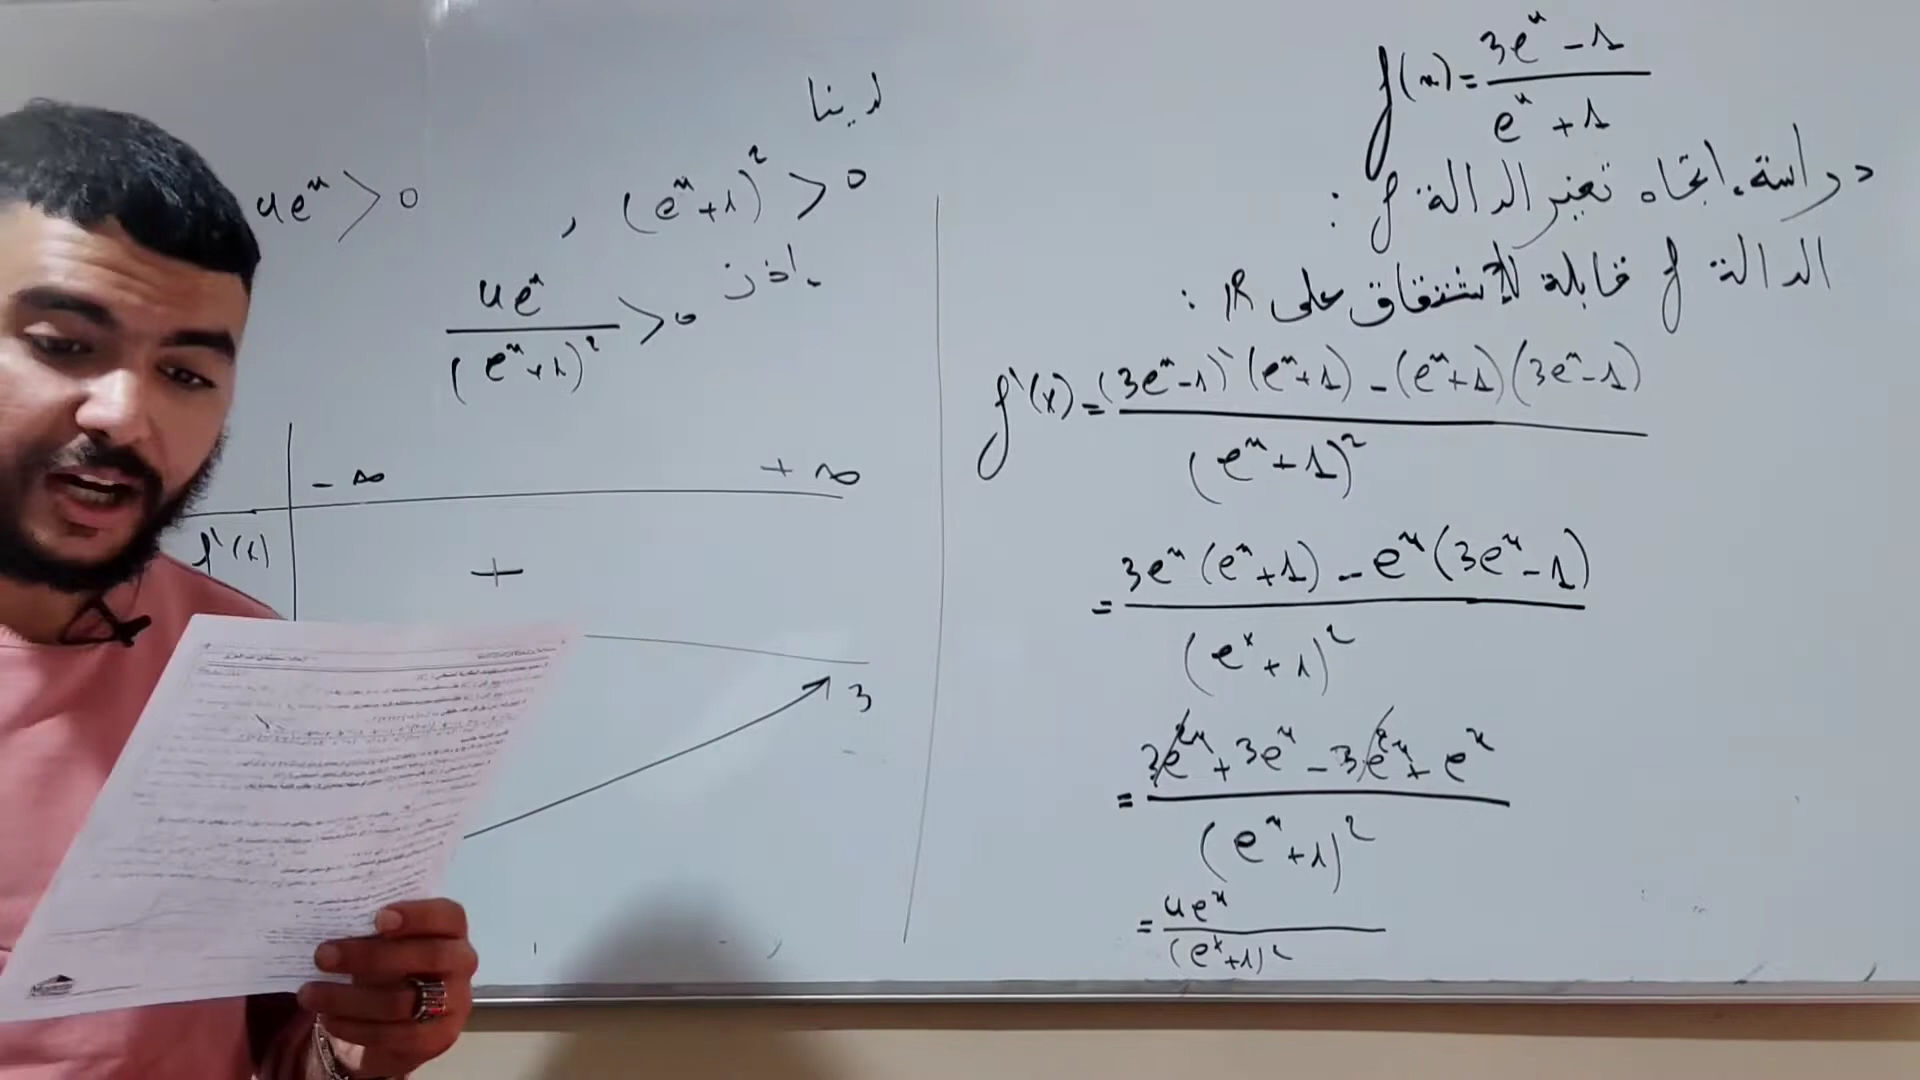 f(x) = (3e^x - 1) / (e^x + 1)
دراسة اتجاه تغير الدالة f :
الدالة f قابلة للإشتقاق على R :
f'(x) = ((3e^x - 1)' (e^x + 1) - (e^x + 1)(3e^x - 1)) / (e^x + 1)^2
= (3e^x (e^x + 1) - e^x (3e^x - 1)) / (e^x + 1)^2
= (3e^2x + 3e^x - 3e^2x + e^x) / (e^x + 1)^2
= 4e^x / (e^x + 1)^2
لدينا
4e^x > 0 , (e^x + 1)^2 > 0
إذن
4e^x / (e^x + 1)^2 > 0
-∞ +∞
f'(x) +
3